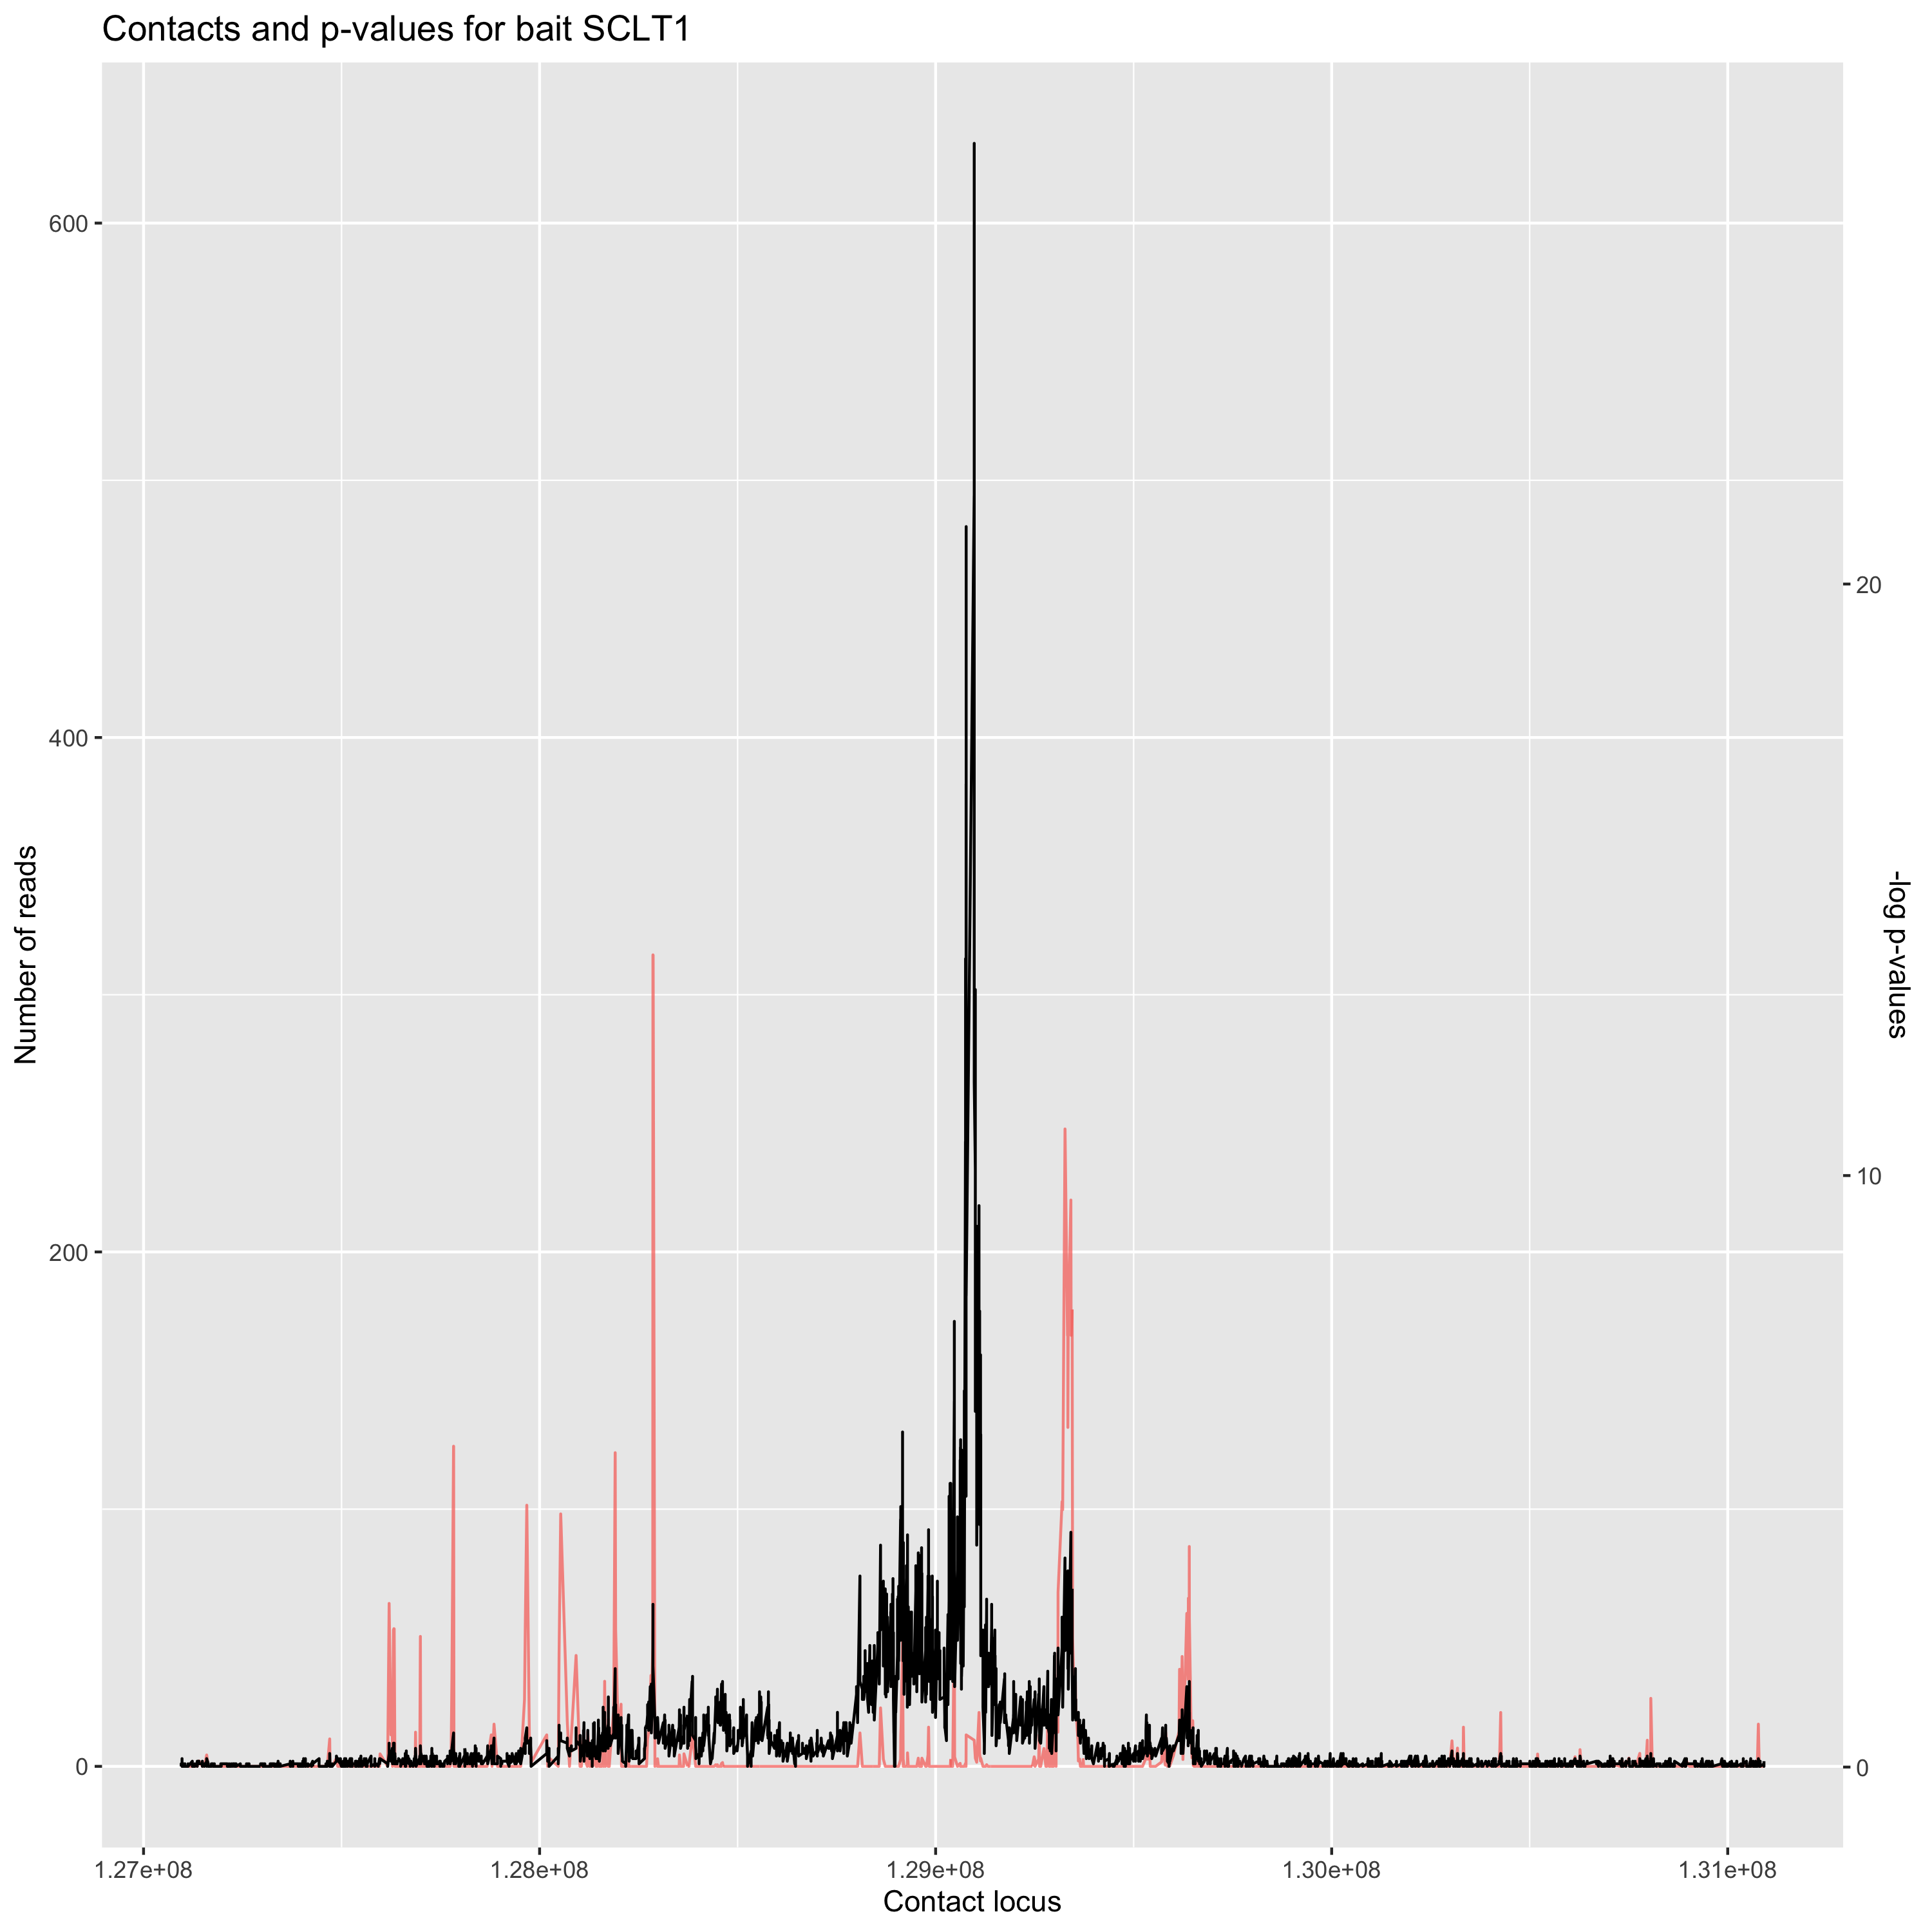 Contacts and p-values for bait SCLT1
600
400
200
0
Number of reads
20
10
0
-log p-values
1.27e+08
1.28e+08
1.29e+08
1.30e+08
1.31e+08
Contact locus